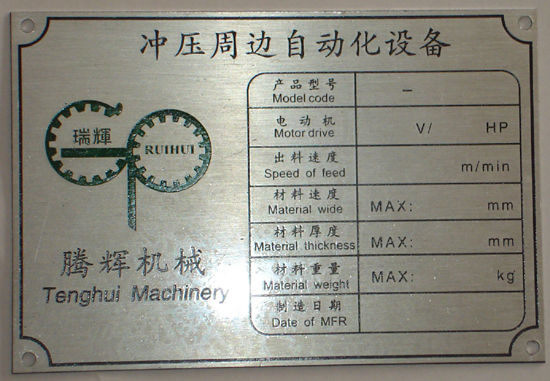 冲压周边自动化设备
瑞輝
RUIHUI
腾辉机械
Tenghui Machinery
产品型号
Model code
–
电动机
Motor drive
V/ HP
出料速度
Speed of feed
m/min
材料速度
Material wide
MAX: mm
材料厚度
Material thickness
MAX: mm
材料重量
Material weight
MAX: kg
制造日期
Date of MFR